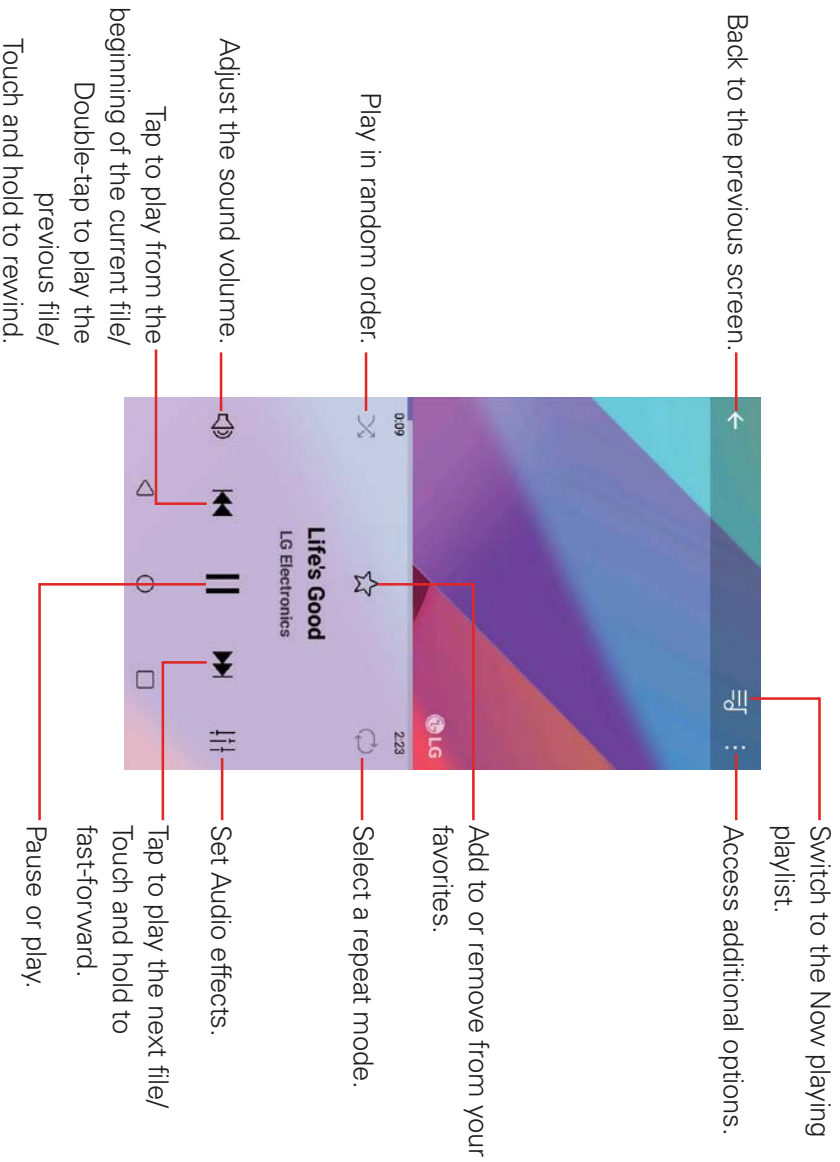 Switch to the Now playing
playlist.
Back to the previous screen.
Access additional options.
LG
Add to or remove from your
favorites.
0:09
2:23
Play in random order.
Select a repeat mode.
Life's Good
LG Electronics
Adjust the sound volume.
Set Audio effects.
Tap to play from the
beginning of the current file/
Double-tap to play the
previous file/
Touch and hold to rewind.
Tap to play the next file/
Touch and hold to
fast-forward.
Pause or play.